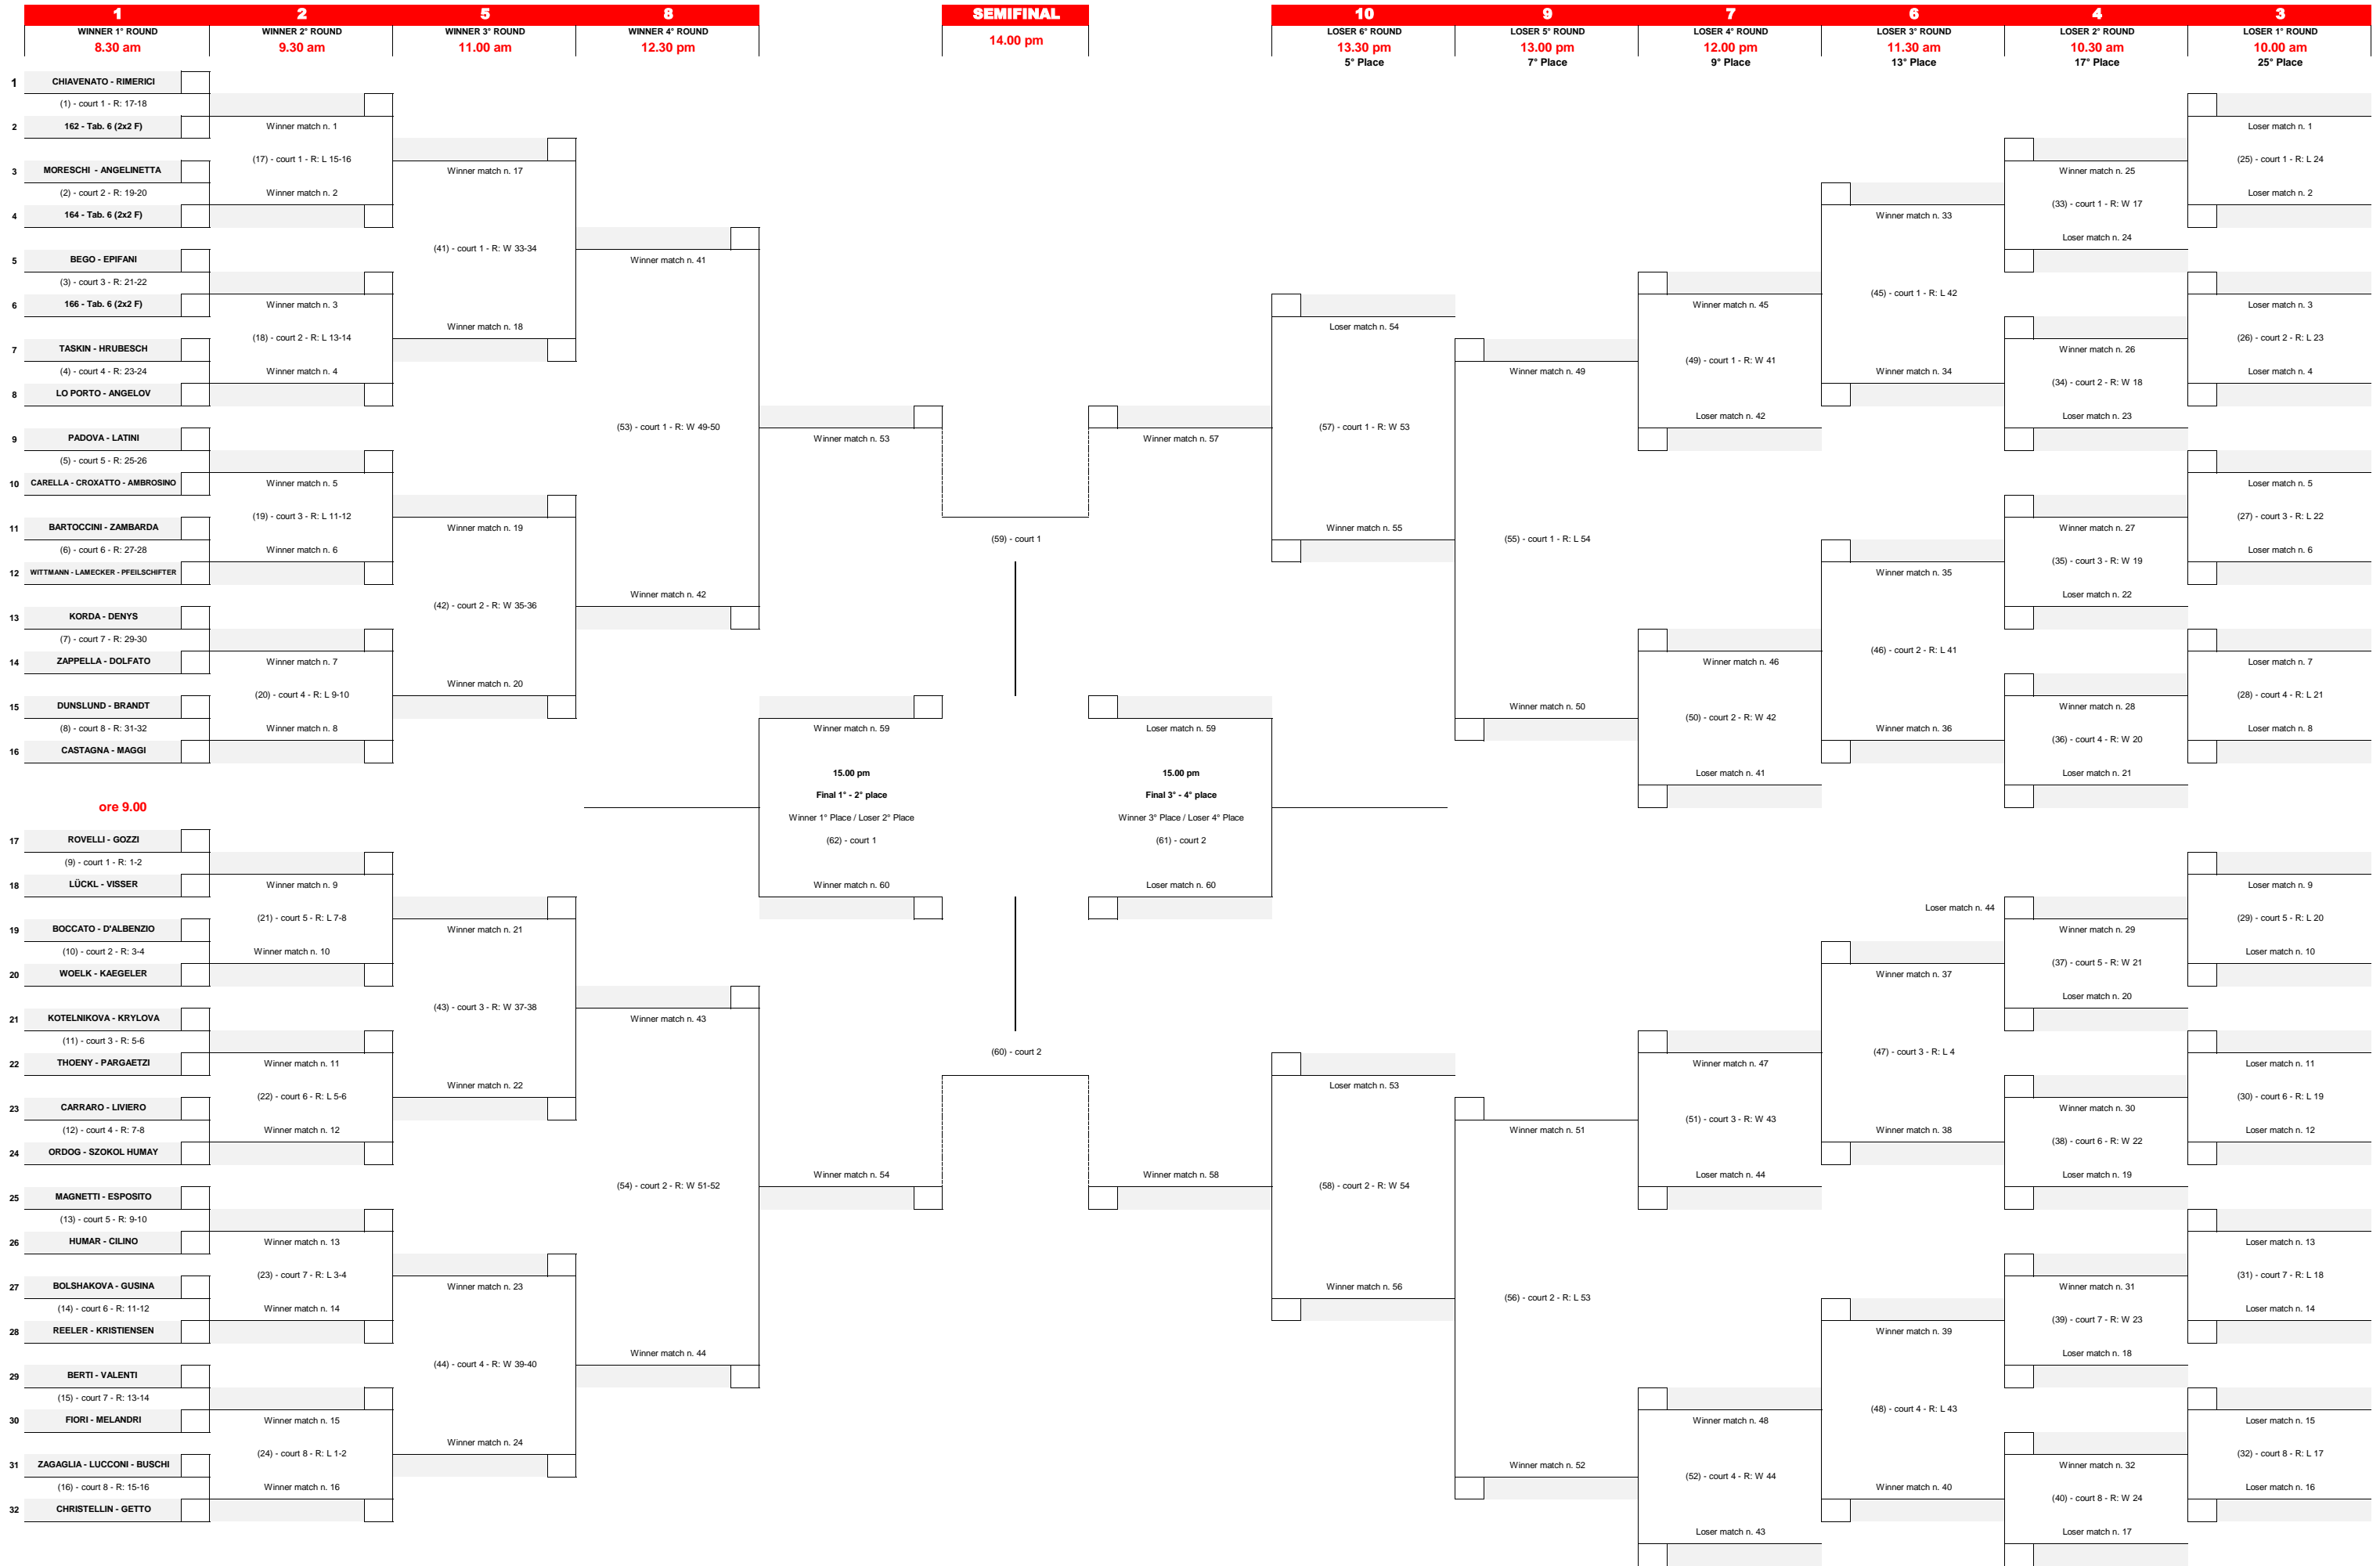 1
WINNER 1° ROUND
8.30 am
2
WINNER 2° ROUND
9.30 am
5
WINNER 3° ROUND
11.00 am
8
WINNER 4° ROUND
12.30 pm
SEMIFINAL
14.00 pm
10
LOSER 6° ROUND
13.30 pm
5° Place
9
LOSER 5° ROUND
13.00 pm
7° Place
7
LOSER 4° ROUND
12.00 pm
9° Place
6
LOSER 3° ROUND
11.30 am
13° Place
4
LOSER 2° ROUND
10.30 am
17° Place
3
LOSER 1° ROUND
10.00 am
25° Place
1 CHIAVENATO - RIMERICI
(1) - court 1 - R: 17-18
2 162 - Tab. 6 (2x2 F)
3 MORESCHI - ANGELINETTA
(2) - court 2 - R: 19-20
4 164 - Tab. 6 (2x2 F)
5 BEGO - EPIFANI
(3) - court 3 - R: 21-22
6 166 - Tab. 6 (2x2 F)
7 TASKIN - HRUBESCH
(4) - court 4 - R: 23-24
8 LO PORTO - ANGELOV
9 PADOVA - LATINI
(5) - court 5 - R: 25-26
10 CARELLA - CROXATTO - AMBROSINO
11 BARTOCCINI - ZAMBARDA
(6) - court 6 - R: 27-28
12 WITTMANN - LAMECKER - PFEILSCHIFTER
13 KORDA - DENYS
(7) - court 7 - R: 29-30
14 ZAPPELLA - DOLFATO
15 DUNSLUND - BRANDT
(8) - court 8 - R: 31-32
16 CASTAGNA - MAGGI
ore 9.00
17 ROVELLI - GOZZI
(9) - court 1 - R: 1-2
18 LÜCKL - VISSER
19 BOCCATO - D'ALBENZIO
(10) - court 2 - R: 3-4
20 WOELK - KAEGELER
21 KOTELNIKOVA - KRYLOVA
(11) - court 3 - R: 5-6
22 THOENY - PARGAETZI
23 CARRARO - LIVIERO
(12) - court 4 - R: 7-8
24 ORDOG - SZOKOL HUMAY
25 MAGNETTI - ESPOSITO
(13) - court 5 - R: 9-10
26 HUMAR - CILINO
27 BOLSHAKOVA - GUSINA
(14) - court 6 - R: 11-12
28 REELER - KRISTIENSEN
29 BERTI - VALENTI
(15) - court 7 - R: 13-14
30 FIORI - MELANDRI
31 ZAGAGLIA - LUCCONI - BUSCHI
(16) - court 8 - R: 15-16
32 CHRISTELLIN - GETTO
Winner match n. 1
(17) - court 1 - R: L 15-16
Winner match n. 2
Winner match n. 3
(18) - court 2 - R: L 13-14
Winner match n. 4
Winner match n. 5
(19) - court 3 - R: L 11-12
Winner match n. 6
Winner match n. 7
(20) - court 4 - R: L 9-10
Winner match n. 8
Winner match n. 9
(21) - court 5 - R: L 7-8
Winner match n. 10
Winner match n. 11
(22) - court 6 - R: L 5-6
Winner match n. 12
Winner match n. 13
(23) - court 7 - R: L 3-4
Winner match n. 14
Winner match n. 15
(24) - court 8 - R: L 1-2
Winner match n. 16
Winner match n. 17
(41) - court 1 - R: W 33-34
Winner match n. 18
Winner match n. 19
(42) - court 2 - R: W 35-36
Winner match n. 20
Winner match n. 21
(43) - court 3 - R: W 37-38
Winner match n. 22
Winner match n. 23
(44) - court 4 - R: W 39-40
Winner match n. 24
Winner match n. 41
(53) - court 1 - R: W 49-50
Winner match n. 42
Winner match n. 43
(54) - court 2 - R: W 51-52
Winner match n. 44
Winner match n. 53
Winner match n. 59
15.00 pm
Final 1° - 2° place
Winner 1° Place / Loser 2° Place
(62) - court 1
Winner match n. 60
Winner match n. 54
(59) - court 1
(60) - court 2
Winner match n. 57
Loser match n. 59
15.00 pm
Final 3° - 4° place
Winner 3° Place / Loser 4° Place
(61) - court 2
Loser match n. 60
Winner match n. 58
Loser match n. 54
(57) - court 1 - R: W 53
Winner match n. 55
Loser match n. 53
(58) - court 2 - R: W 54
Winner match n. 56
Winner match n. 49
(55) - court 1 - R: L 54
Winner match n. 50
Winner match n. 51
(56) - court 2 - R: L 53
Winner match n. 52
Winner match n. 45
(49) - court 1 - R: W 41
Loser match n. 42
Winner match n. 46
(50) - court 2 - R: W 42
Loser match n. 41
Winner match n. 47
(51) - court 3 - R: W 43
Loser match n. 44
Winner match n. 48
(52) - court 4 - R: W 44
Loser match n. 43
Winner match n. 33
(45) - court 1 - R: L 42
Winner match n. 34
Winner match n. 35
(46) - court 2 - R: L 41
Winner match n. 36
Loser match n. 44
Winner match n. 37
(47) - court 3 - R: L 4
Winner match n. 38
Winner match n. 39
(48) - court 4 - R: L 43
Winner match n. 40
Winner match n. 25
(33) - court 1 - R: W 17
Loser match n. 24
Winner match n. 26
(34) - court 2 - R: W 18
Loser match n. 23
Winner match n. 27
(35) - court 3 - R: W 19
Loser match n. 22
Winner match n. 28
(36) - court 4 - R: W 20
Loser match n. 21
Winner match n. 29
(37) - court 5 - R: W 21
Loser match n. 20
Winner match n. 30
(38) - court 6 - R: W 22
Loser match n. 19
Winner match n. 31
(39) - court 7 - R: W 23
Loser match n. 18
Winner match n. 32
(40) - court 8 - R: W 24
Loser match n. 17
Loser match n. 1
(25) - court 1 - R: L 24
Loser match n. 2
Loser match n. 3
(26) - court 2 - R: L 23
Loser match n. 4
Loser match n. 5
(27) - court 3 - R: L 22
Loser match n. 6
Loser match n. 7
(28) - court 4 - R: L 21
Loser match n. 8
Loser match n. 9
(29) - court 5 - R: L 20
Loser match n. 10
Loser match n. 11
(30) - court 6 - R: L 19
Loser match n. 12
Loser match n. 13
(31) - court 7 - R: L 18
Loser match n. 14
Loser match n. 15
(32) - court 8 - R: L 17
Loser match n. 16